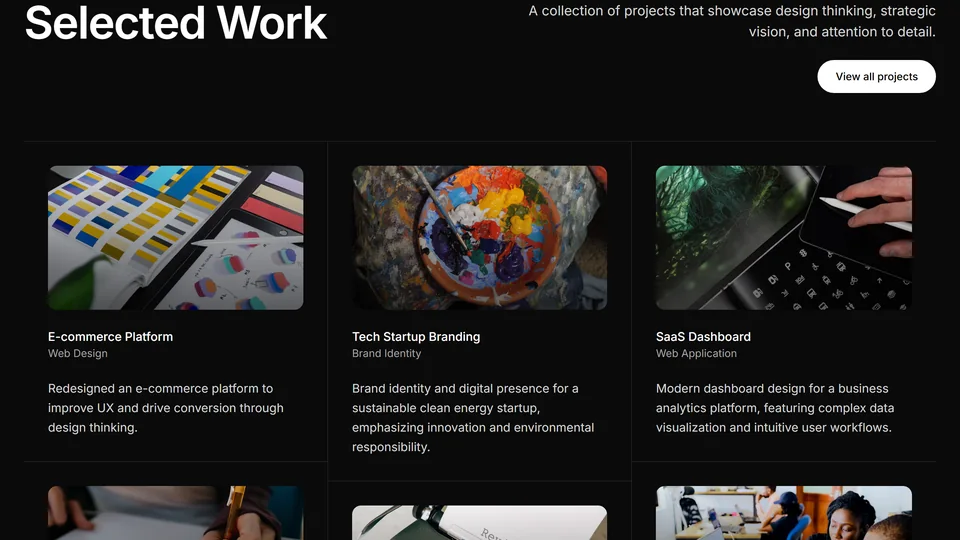 Selected Work
A collection of projects that showcase design thinking, strategic
vision, and attention to detail.
View all projects
E-commerce Platform
Web Design
Redesigned an e-commerce platform to
improve UX and drive conversion through
design thinking.
Tech Startup Branding
Brand Identity
Brand identity and digital presence for a
sustainable clean energy startup,
emphasizing innovation and environmental
responsibility.
SaaS Dashboard
Web Application
Modern dashboard design for a business
analytics platform, featuring complex data
visualization and intuitive user workflows.